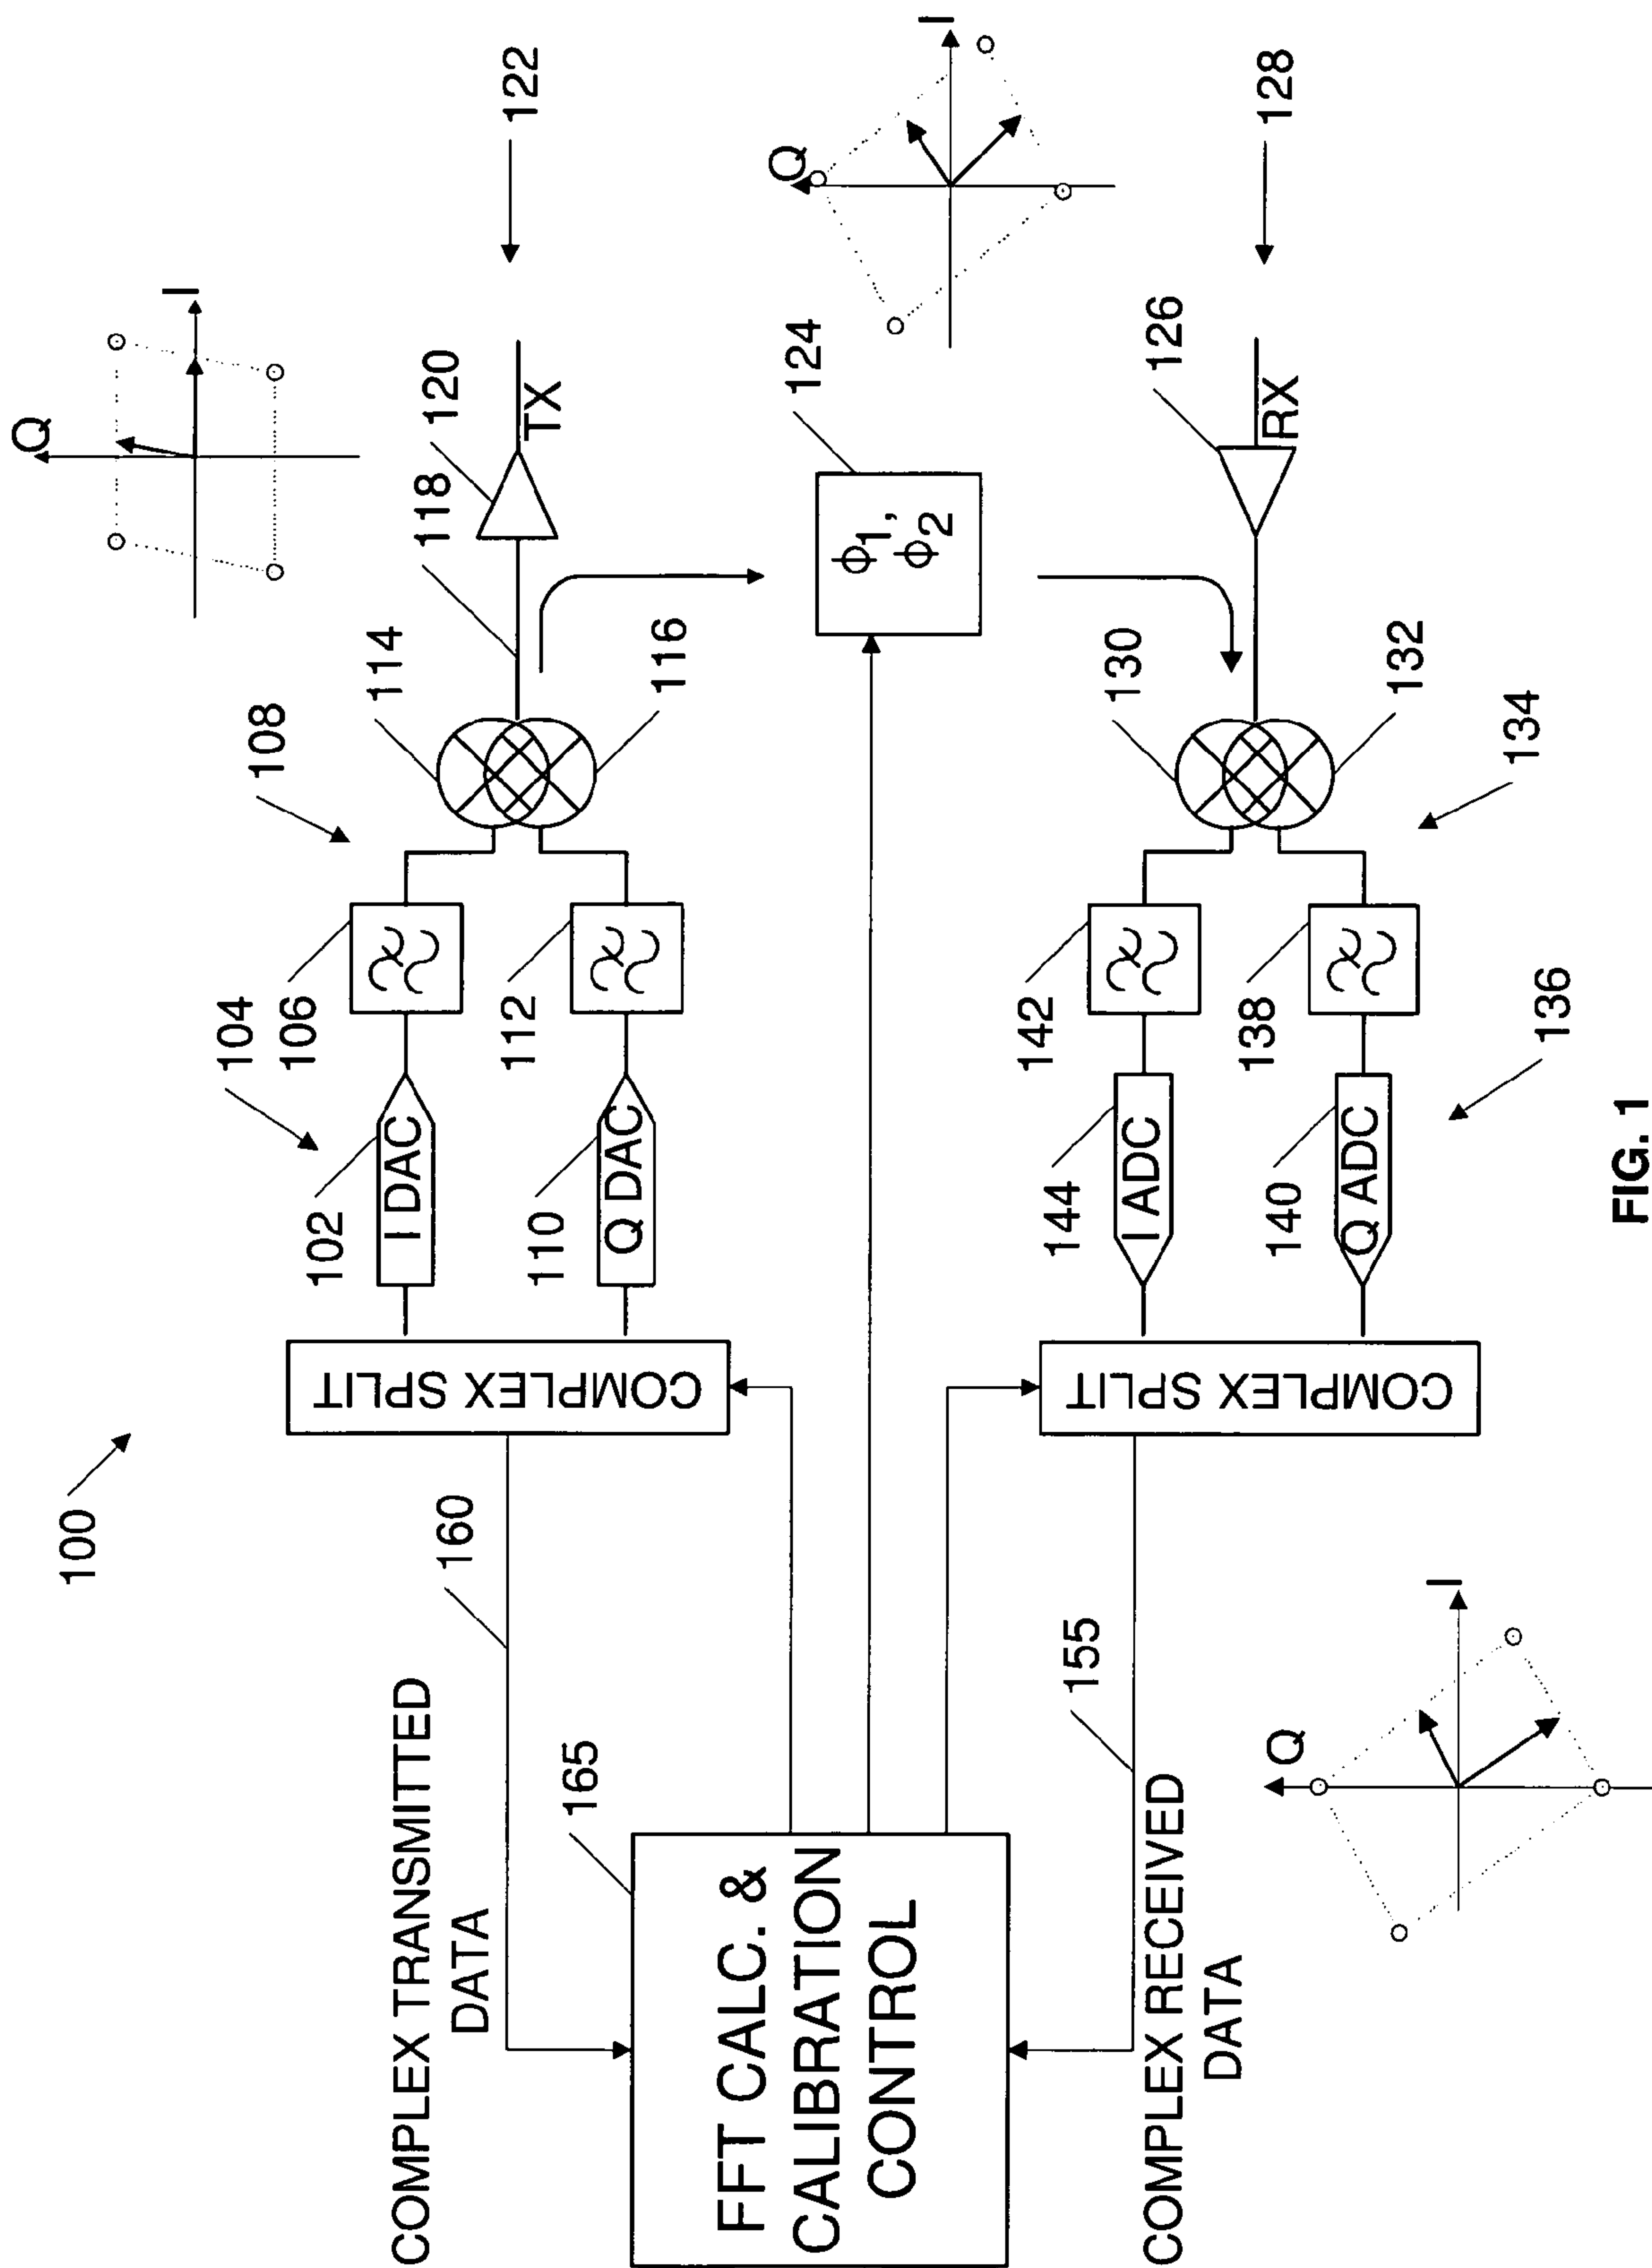 100
Q
I
122
104
106
108
114
118
120
TX
102
I DAC
110
Q DAC
112
116
COMPLEX SPLIT
160
COMPLEX TRANSMITTED
DATA
165
FFT CALC. &
CALIBRATION
CONTROL
124
ϕ1,
ϕ2
Q
I
128
126
RX
130
132
134
142
138
136
144
I ADC
140
Q ADC
COMPLEX SPLIT
155
COMPLEX RECEIVED
DATA
Q
I
FIG. 1